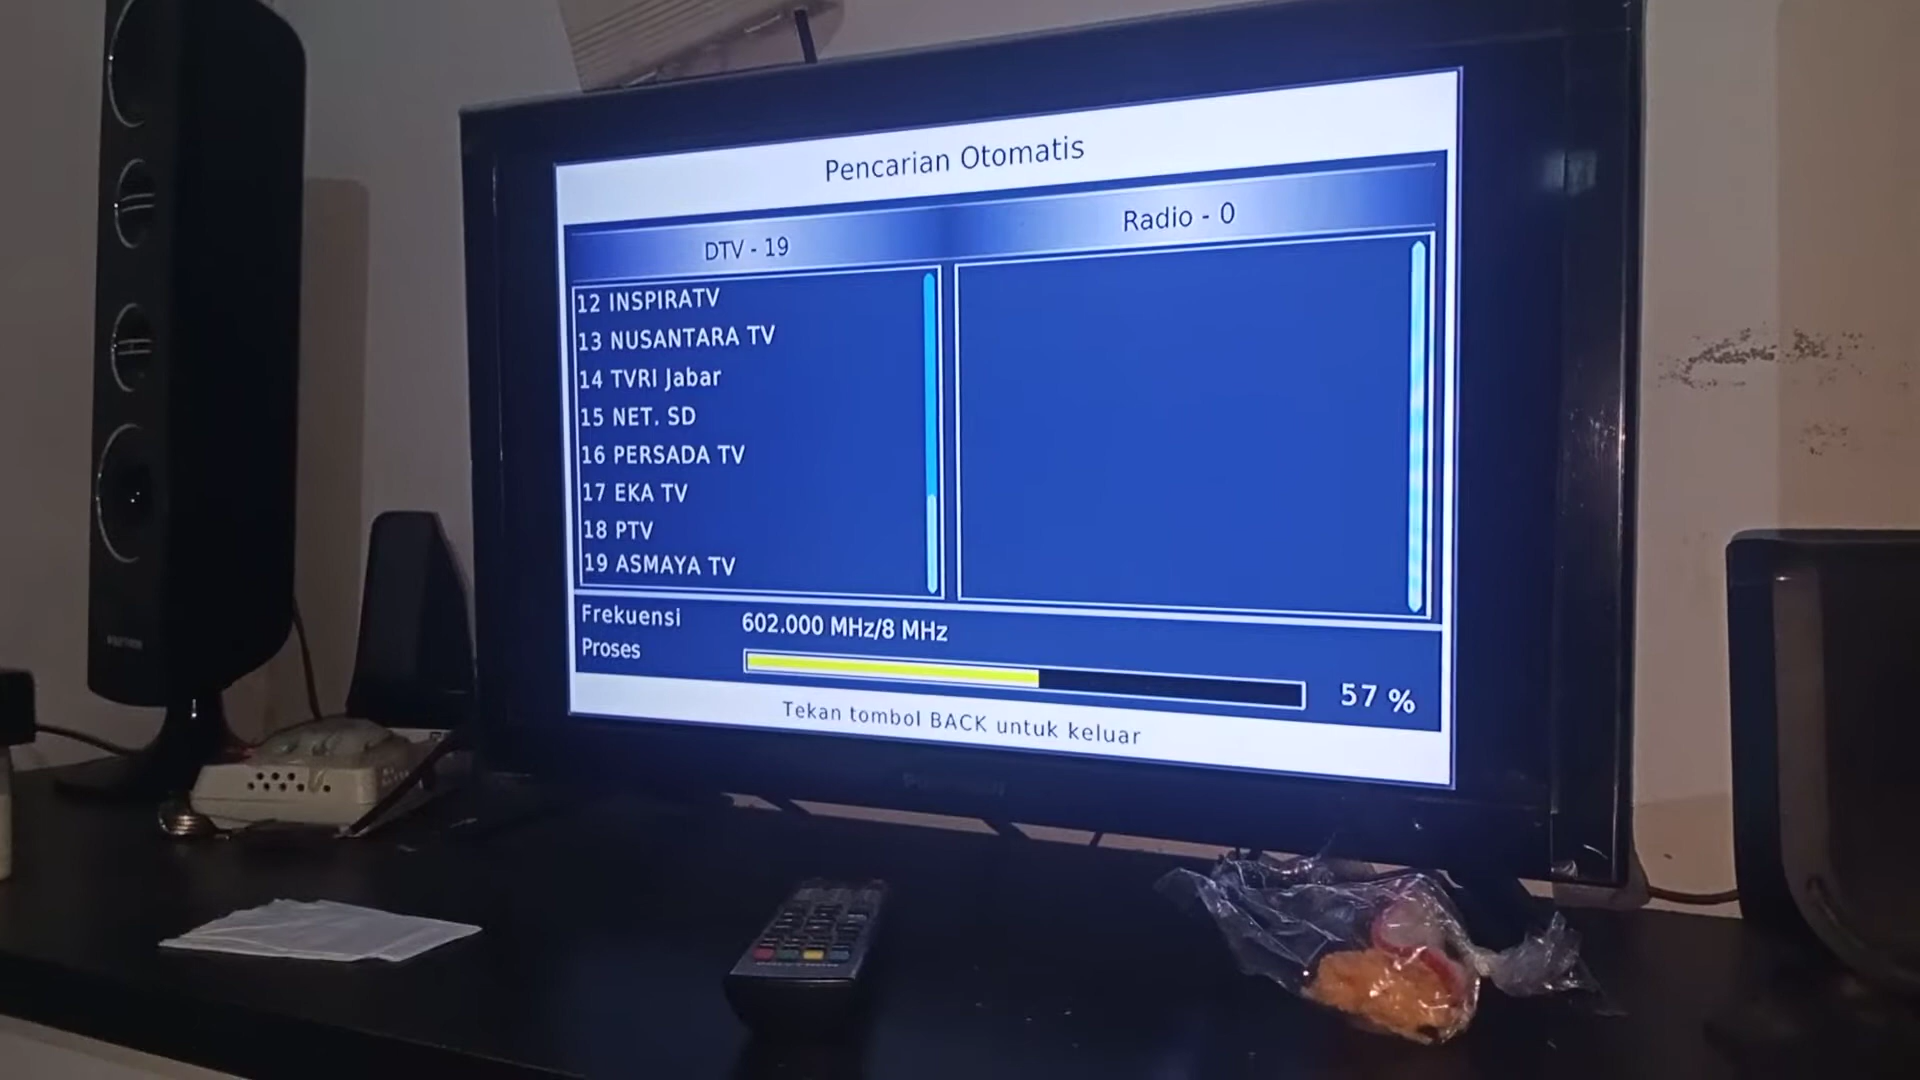 Pencarian Otomatis
DTV - 19
Radio - 0
12 INSPIRATV
13 NUSANTARA TV
14 TVRI Jabar
15 NET. SD
16 PERSADA TV
17 EKA TV
18 PTV
19 ASMAYA TV
Frekuensi 602.000 MHz/8 MHz
Proses 57 %
Tekan tombol BACK untuk keluar